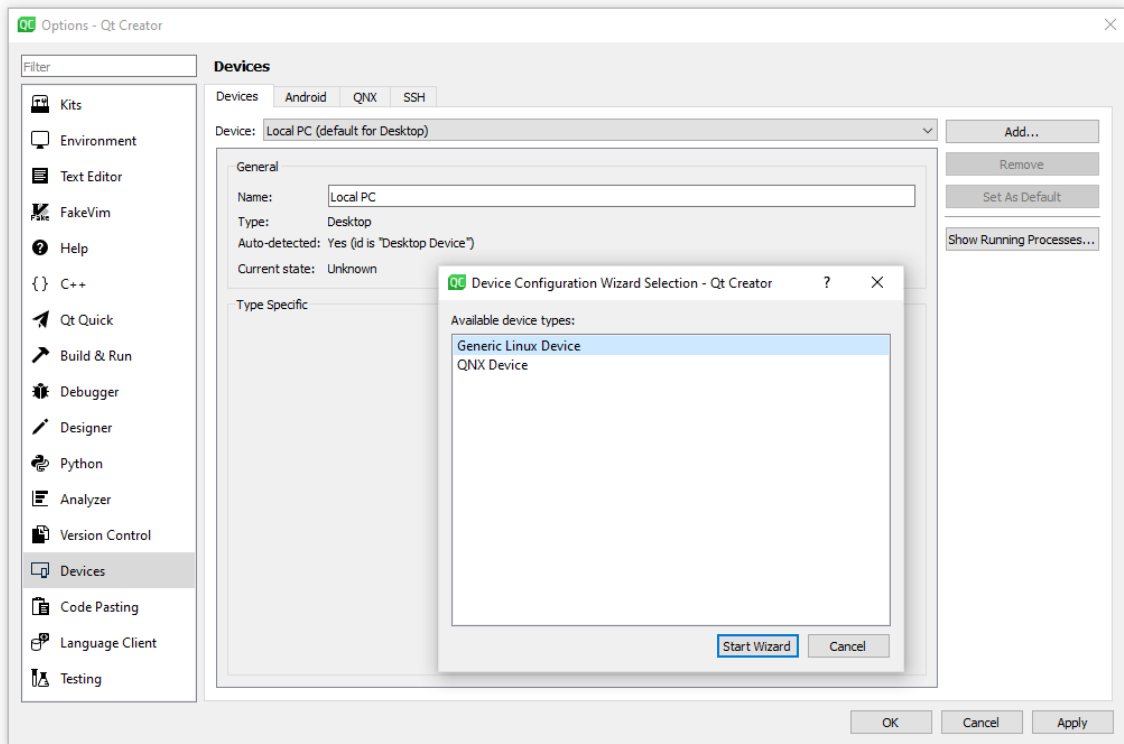 QC Options - Qt Creator
Filter
Kits
Environment
Text Editor
FakeVim
Help
C++
Qt Quick
Build & Run
Debugger
Designer
Python
Analyzer
Version Control
Devices
Code Pasting
Language Client
Testing
Devices
Devices Android QNX SSH
Device: Local PC (default for Desktop)
Add...
Remove
Set As Default
Show Running Processes...
General
Name: Local PC
Type: Desktop
Auto-detected: Yes (id is "Desktop Device")
Current state: Unknown
Type Specific
QC Device Configuration Wizard Selection - Qt Creator ?
Available device types:
Generic Linux Device
QNX Device
Start Wizard Cancel
OK Cancel Apply